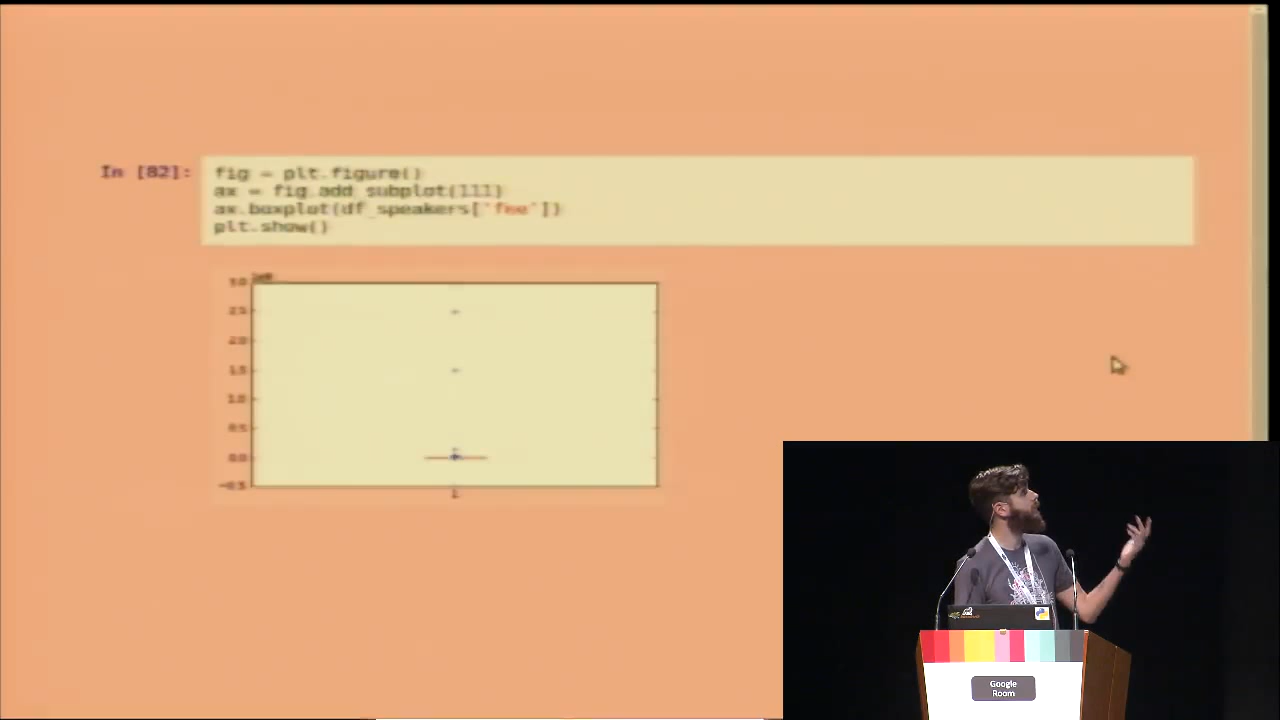 In [82]:
fig = plt.figure()
ax = fig.add_subplot(111)
ax.boxplot(df_speakers['fee'])
plt.show()
3.0
2.5
2.0
1.5
1.0
0.5
0.0
−0.5
1
Google
Room